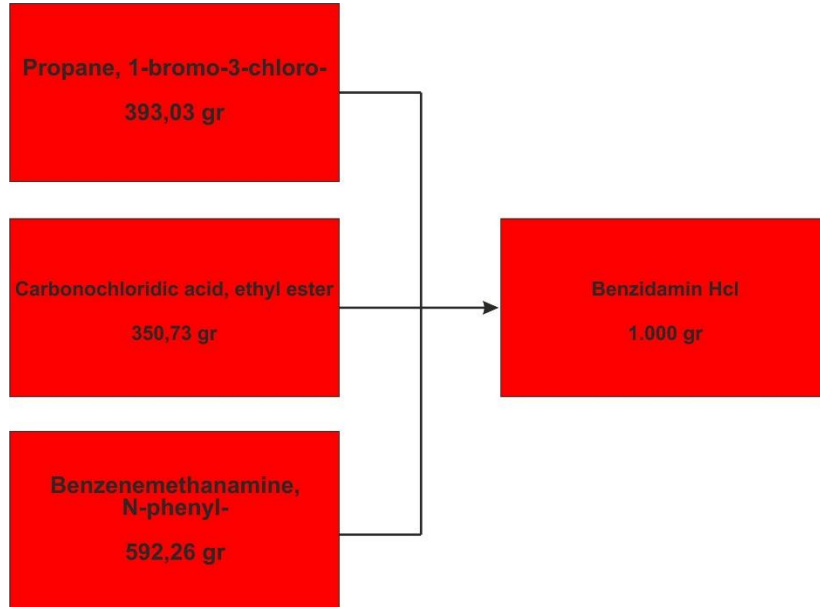 Propane, 1-bromo-3-chloro-
393,03 gr
Carbonochloridic acid, ethyl ester
350,73 gr
Benzenemethanamine,
N-phenyl-
592,26 gr
Benzidamin Hcl
1.000 gr